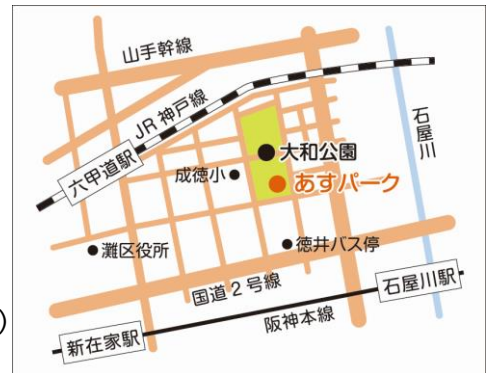 山手幹線
JR神戸線
石屋川
六甲道駅
大和公園
成徳小
あすパーク
灘区役所
徳井バス停
国道2号線
石屋川駅
阪神本線
新在家駅
)